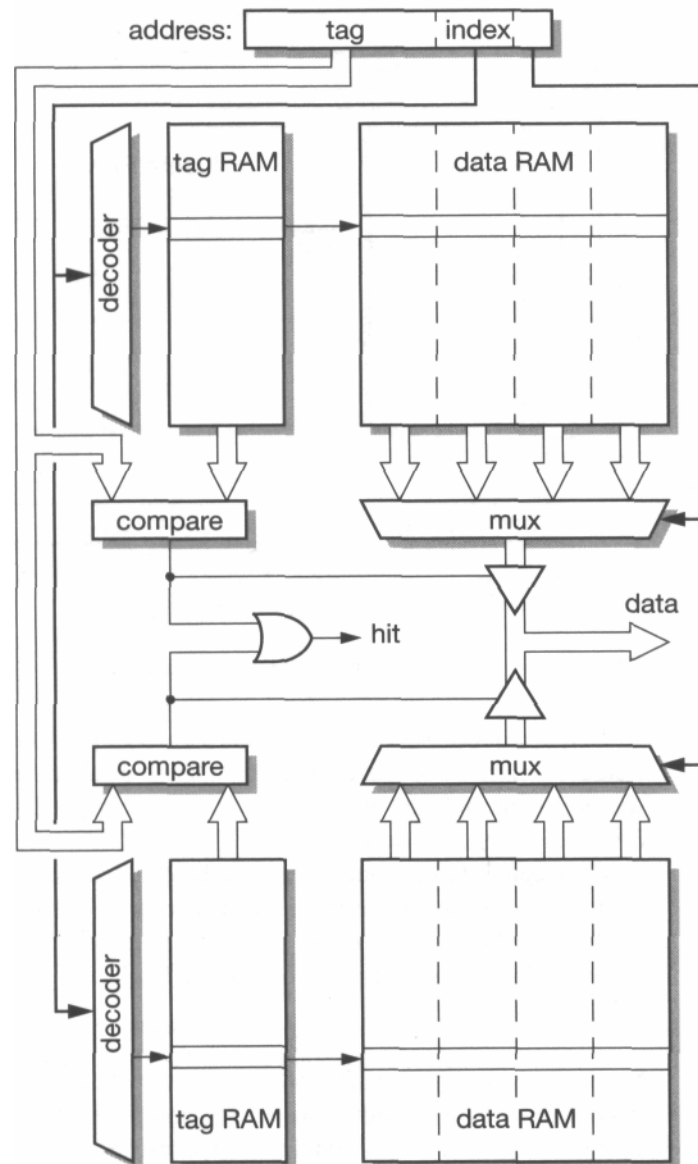 address: tag index
tag RAM
data RAM
decoder
compare
mux
data
hit
compare
mux
decoder
tag RAM
data RAM